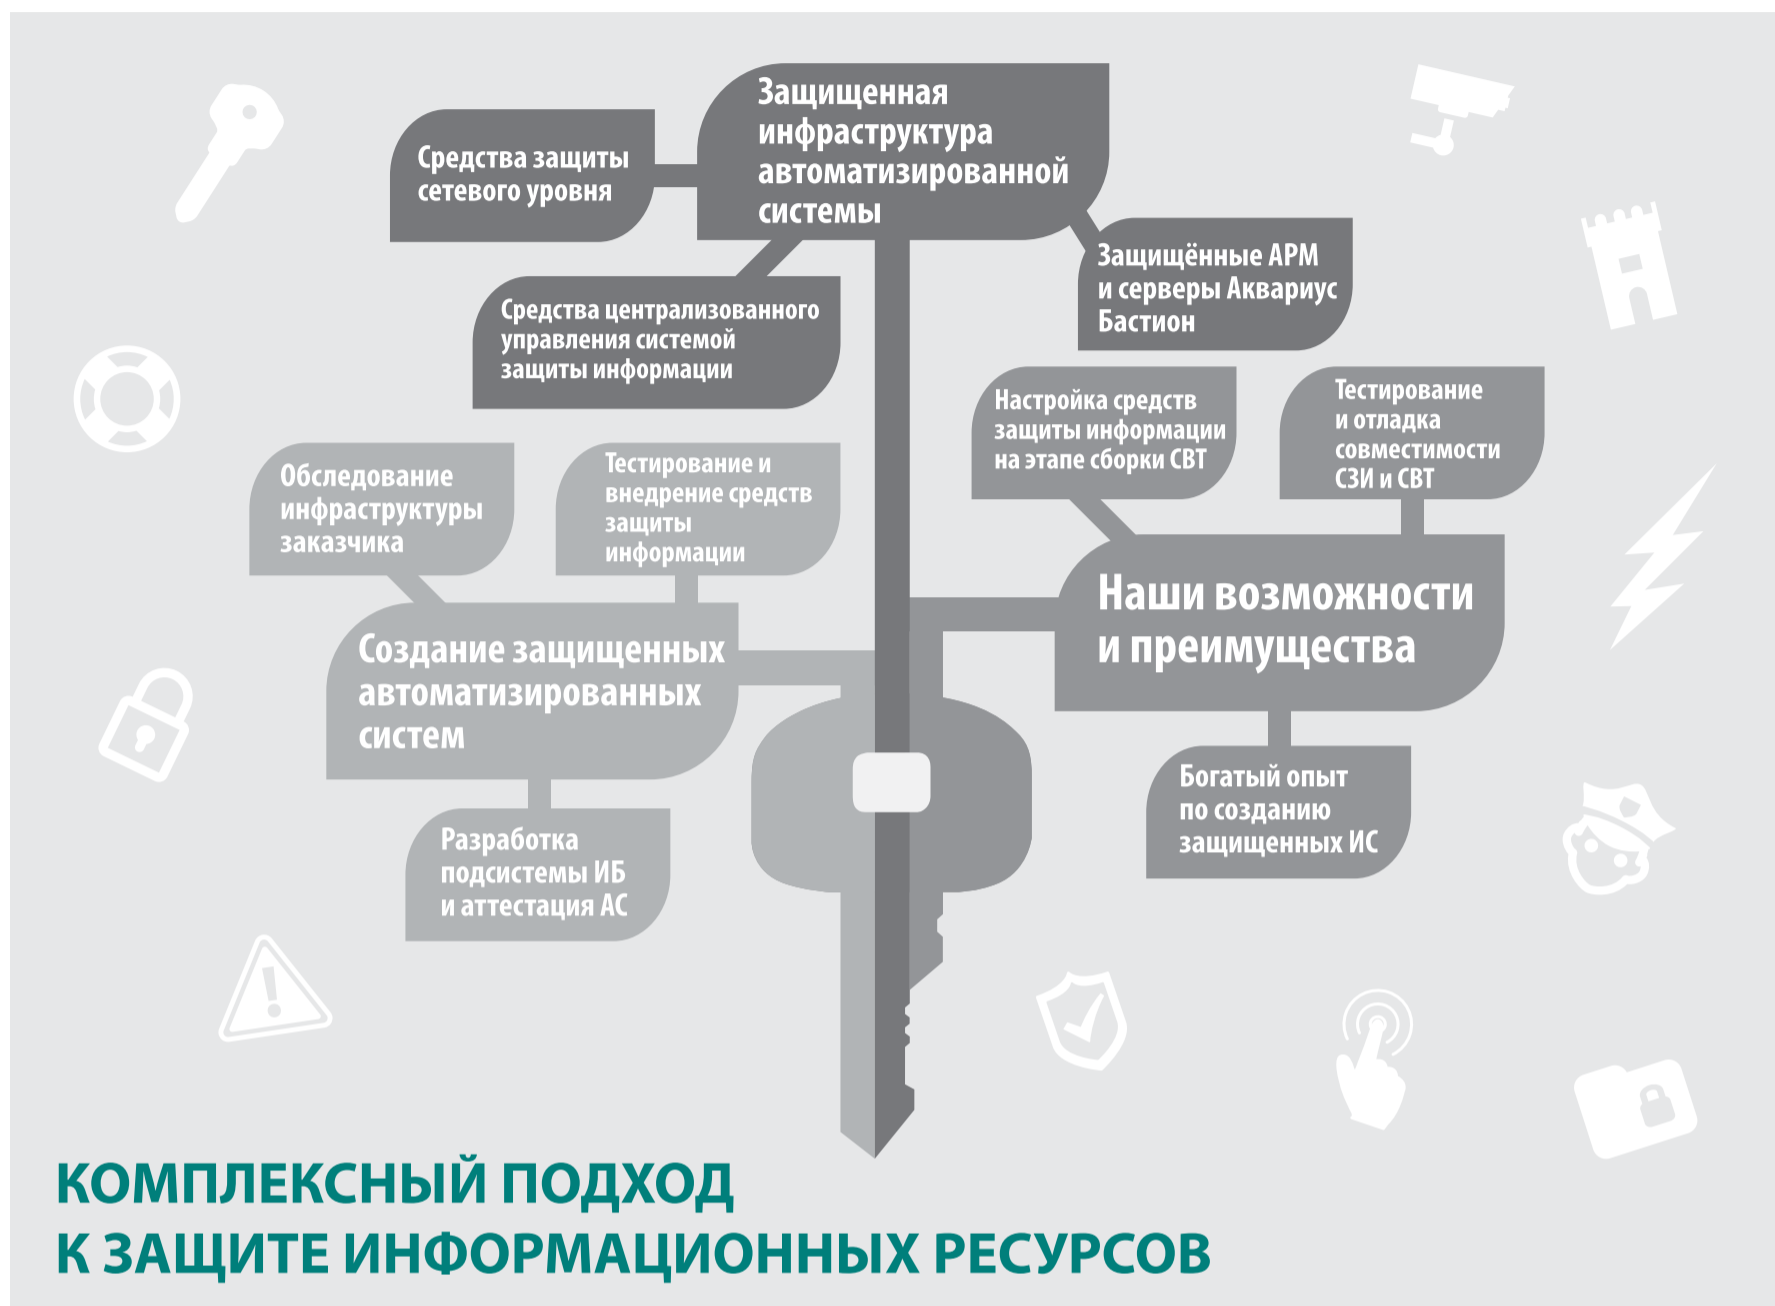 Защищенная
инфраструктура
автоматизированной
системы
Средства защиты
сетевого уровня
Защищённые АРМ
и серверы Аквариус
Бастион
Средства централизованного
управления системой
защиты информации
Настройка средств
защиты информации
на этапе сборки СВТ
Тестирование
и отладка
совместимости
СЗИ и СВТ
Обследование
инфраструктуры
заказчика
Тестирование и
внедрение средств
защиты
информации
Наши возможности
и преимущества
Создание защищенных
автоматизированных
систем
Богатый опыт
по созданию
защищенных ИС
Разработка
подсистемы ИБ
и аттестация АС
КОМПЛЕКСНЫЙ ПОДХОД
К ЗАЩИТЕ ИНФОРМАЦИОННЫХ РЕСУРСОВ